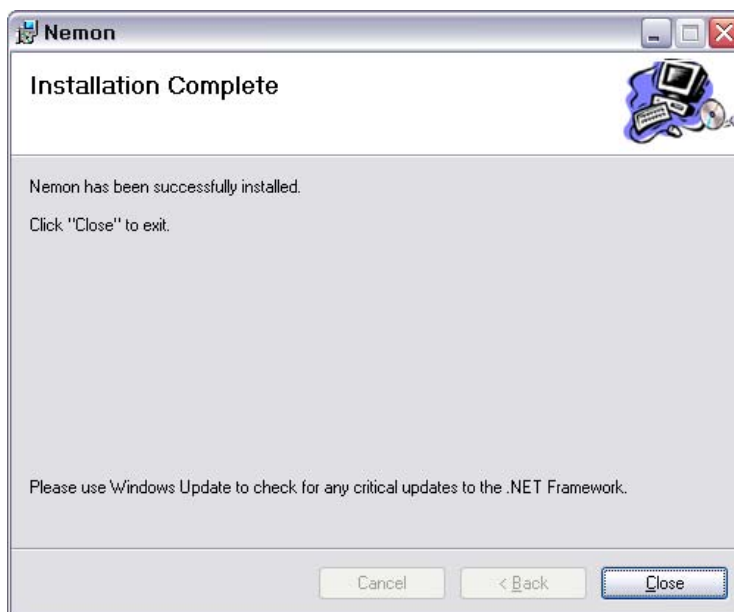 Nemon
Installation Complete
Nemon has been successfully installed.
Click "Close" to exit.
Please use Windows Update to check for any critical updates to the .NET Framework.
Cancel
< Back
Close